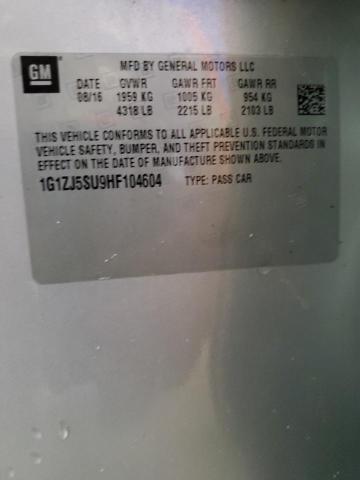 GM
MFD BY GENERAL MOTORS LLC
DATE GVWR GAWR FRT GAWR RR
08/16 1959 KG 1005 KG 954 KG
4318 LB 2215 LB 2103 LB
THIS VEHICLE CONFORMS TO ALL APPLICABLE U.S. FEDERAL MOTOR
VEHICLE SAFETY, BUMPER, AND THEFT PREVENTION STANDARDS IN
EFFECT ON THE DATE OF MANUFACTURE SHOWN ABOVE.
1G1ZJ5SU9HF104604 TYPE: PASS CAR